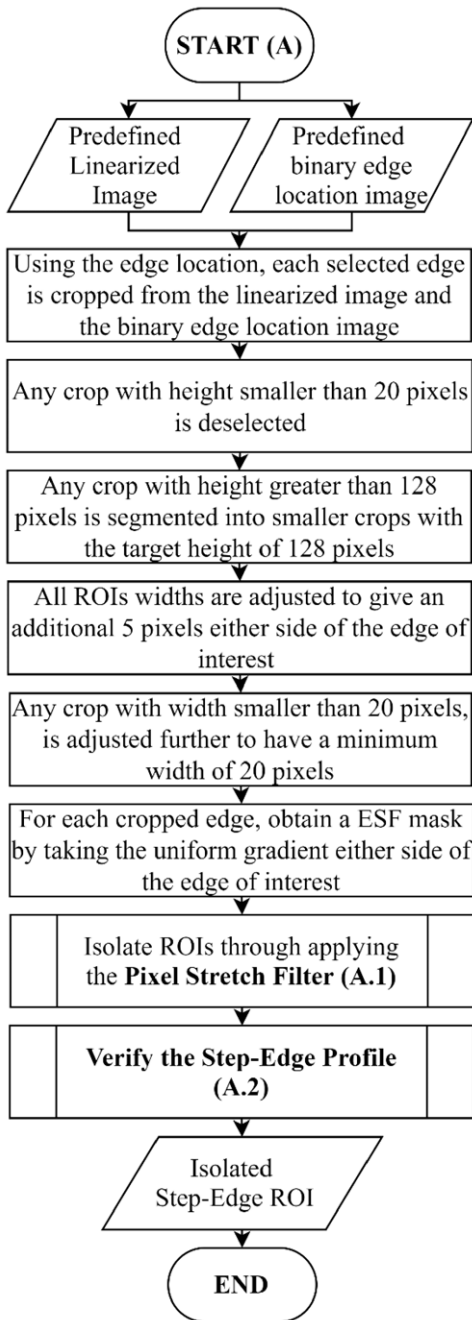 START (A)
Predefined
Linearized
Image
Predefined
binary edge
location image
Using the edge location, each selected edge
is cropped from the linearized image and
the binary edge location image
Any crop with height smaller than 20 pixels
is deselected
Any crop with height greater than 128
pixels is segmented into smaller crops with
the target height of 128 pixels
All ROIs widths are adjusted to give an
additional 5 pixels either side of the edge of
interest
Any crop with width smaller than 20 pixels,
is adjusted further to have a minimum
width of 20 pixels
For each cropped edge, obtain a ESF mask
by taking the uniform gradient either side of
the edge of interest
Isolate ROIs through applying
the Pixel Stretch Filter (A.1)
Verify the Step-Edge Profile
(A.2)
Isolated
Step-Edge ROI
END